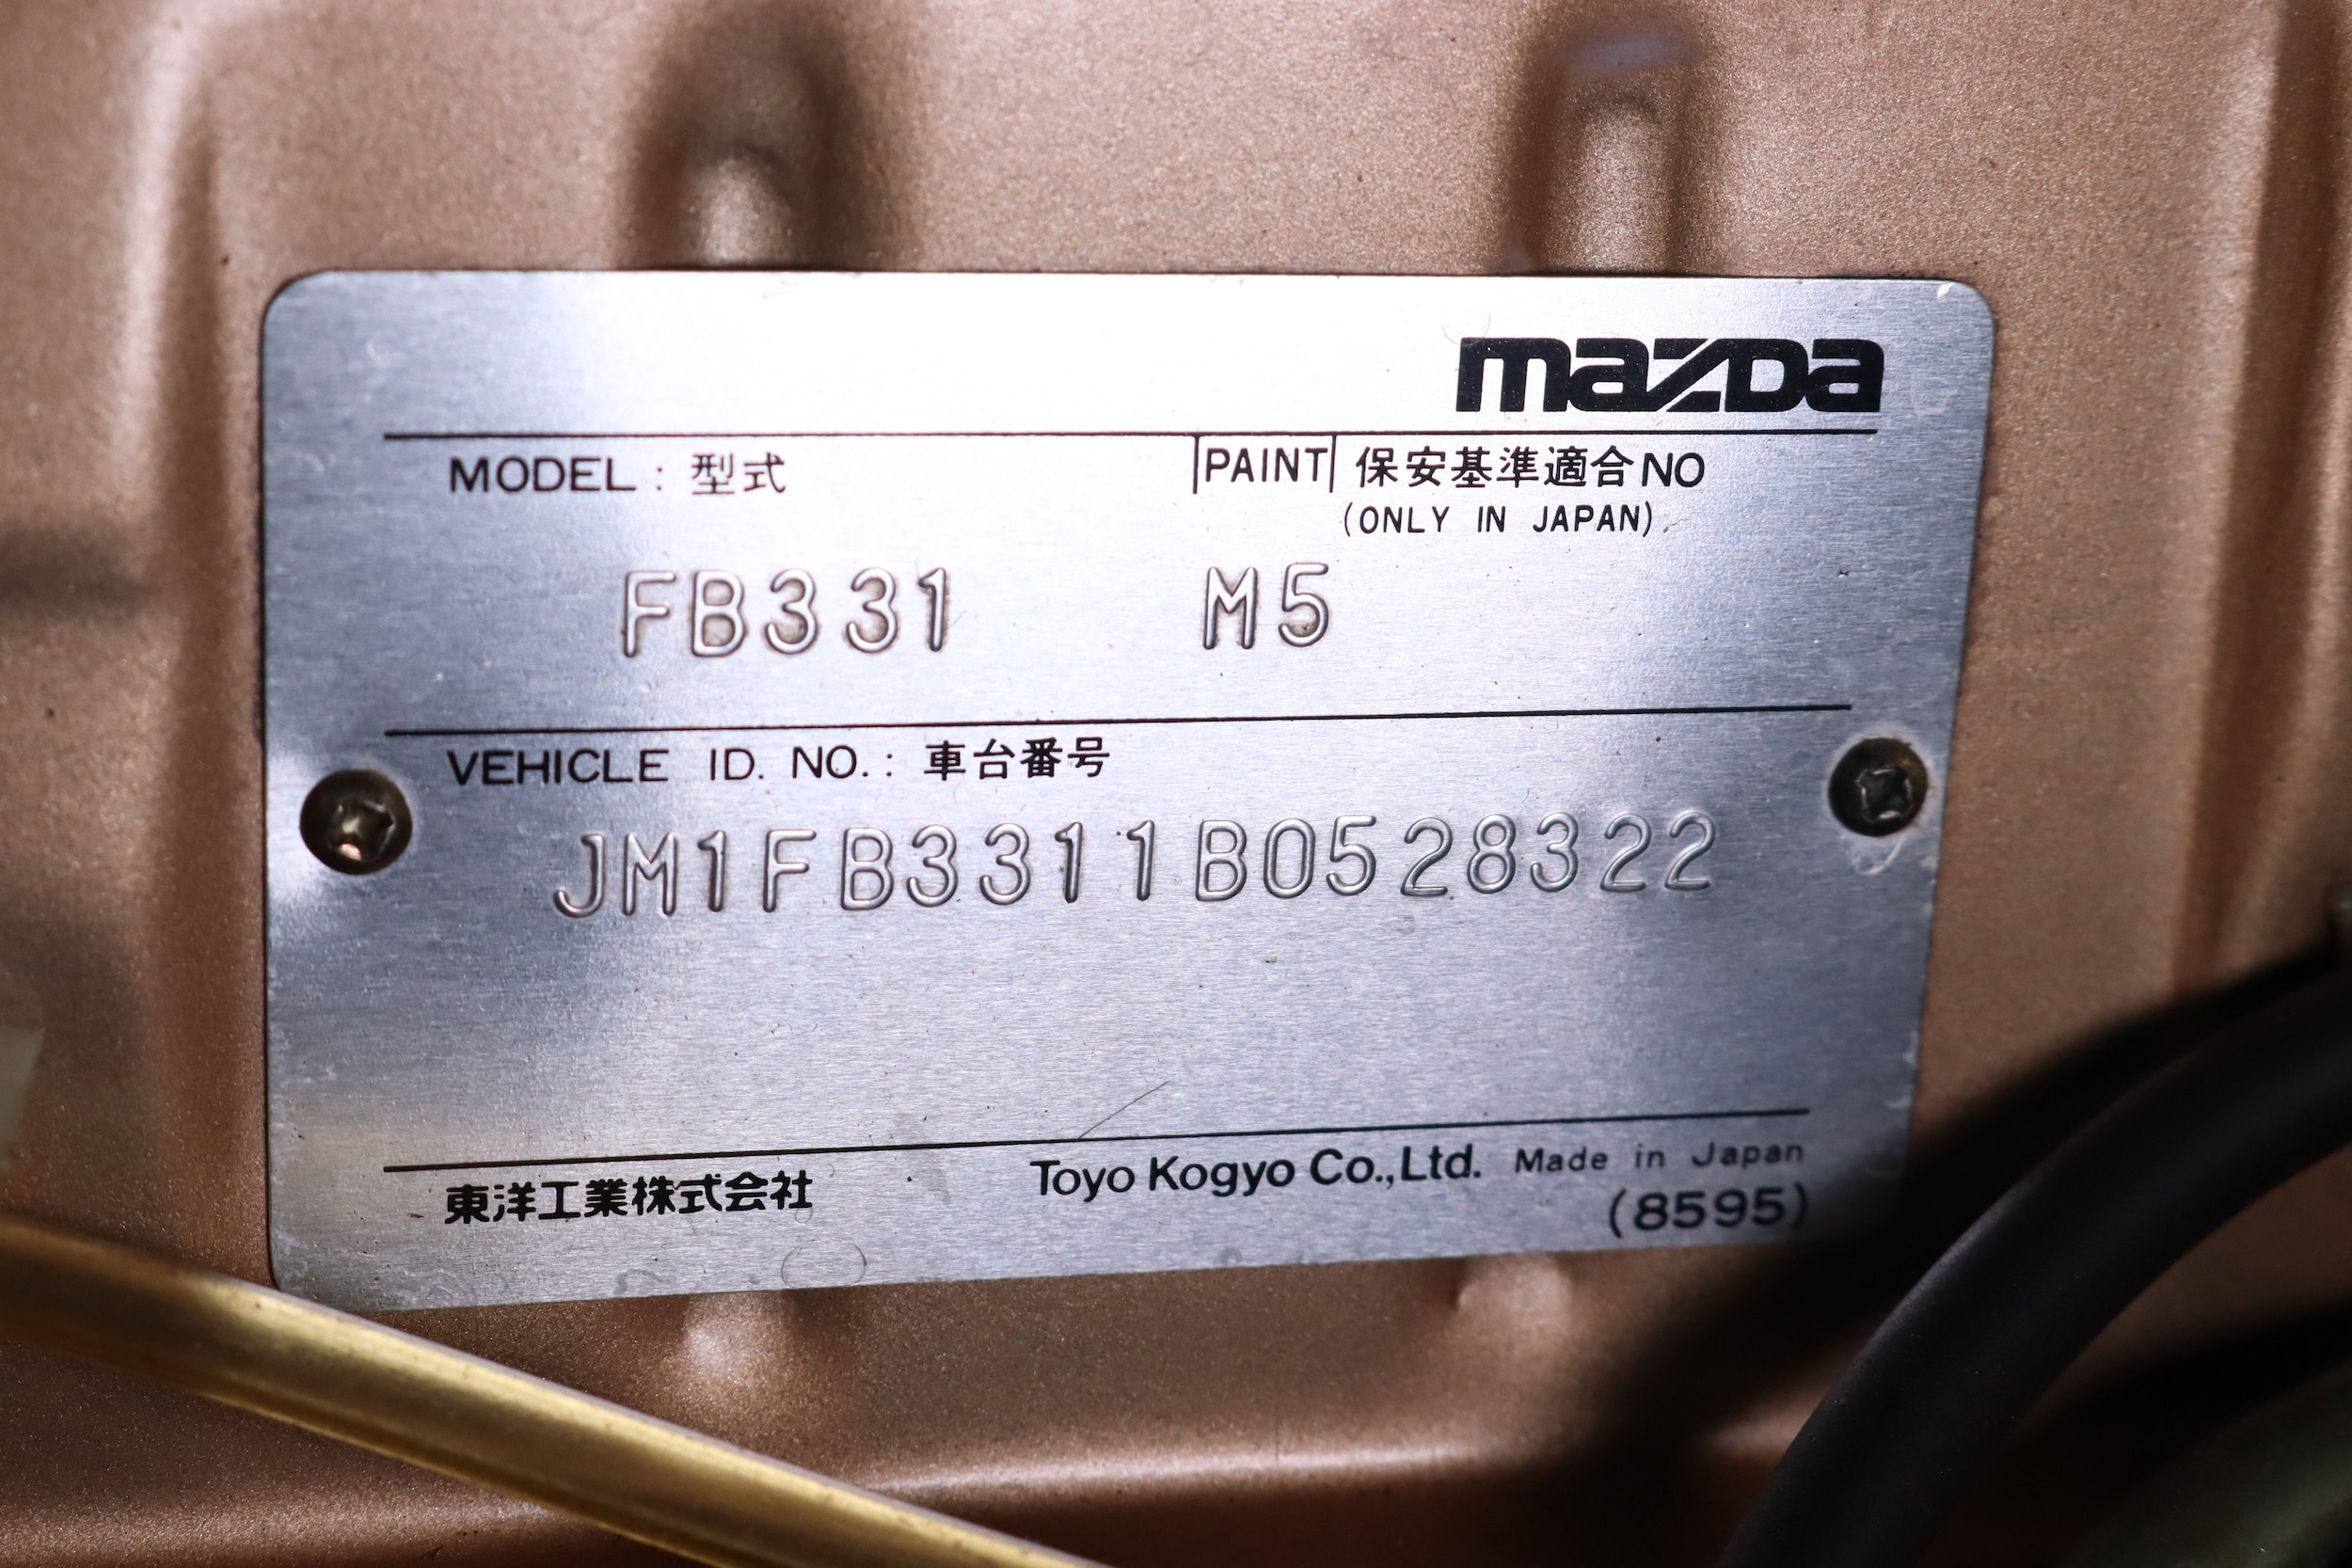 mazda
MODEL : 型式 PAINT 保安基準適合NO
(ONLY IN JAPAN)
FB331 M5
VEHICLE ID. NO. : 車台番号
JM1FB3311B0528322
東洋工業株式会社 Toyo Kogyo Co.,Ltd. Made in Japan
(8595)